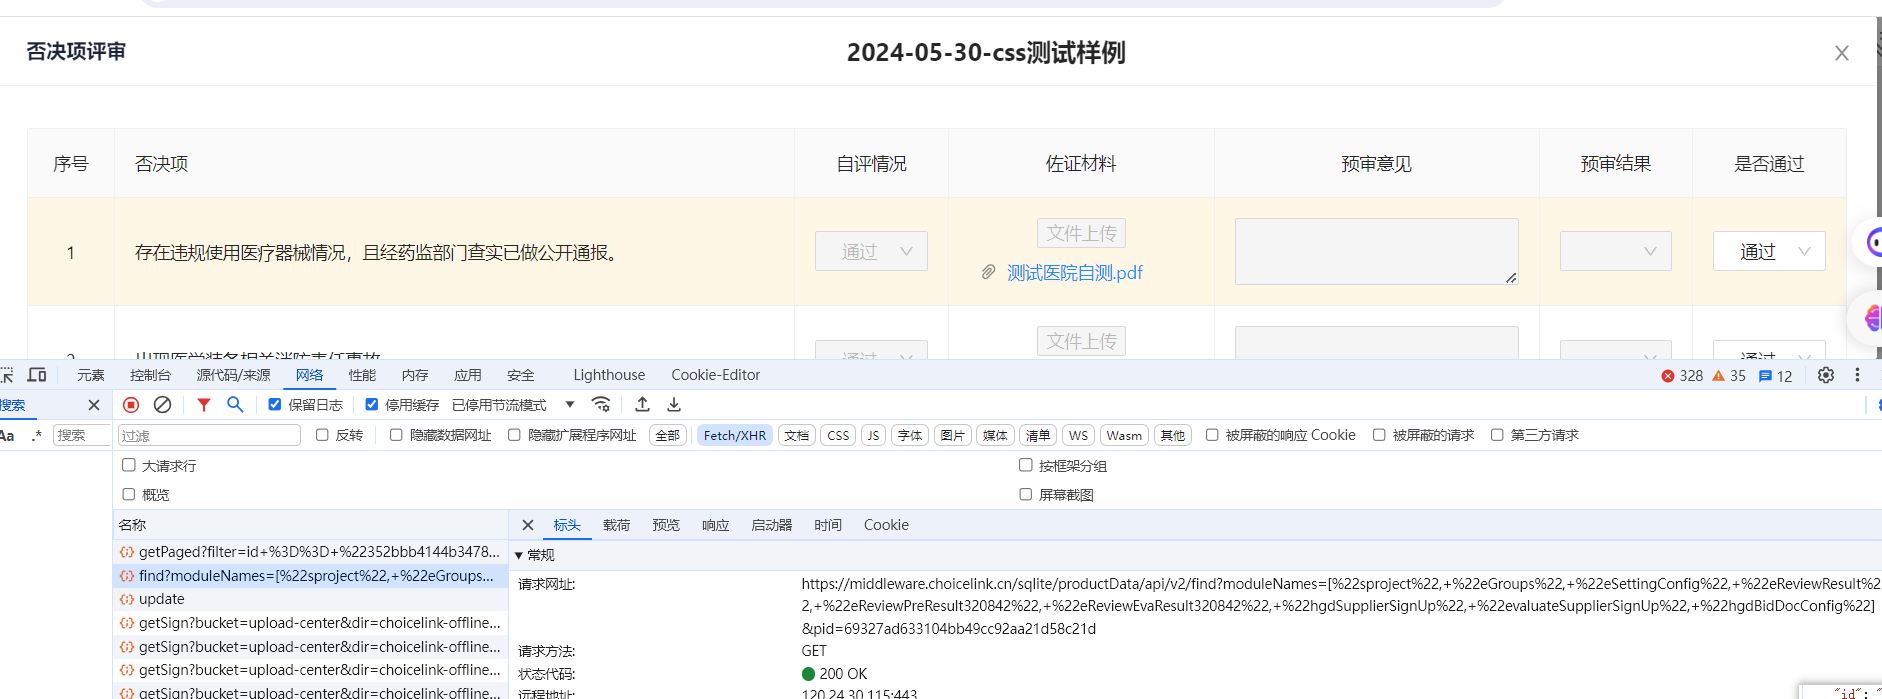 否决项评审
2024-05-30-css测试样例
序号 否决项 自评情况 佐证材料 预审意见 预审结果 是否通过
1 存在违规使用医疗器械情况，且经药监部门查实已做公开通报。 通过 文件上传 通过
测试医院自测.pdf
2 出现医学装备相关消防责任事故 通过 文件上传 通过
元素 控制台 源代码/来源 网络 性能 内存 应用 安全 Lighthouse Cookie-Editor 328 35 12
搜索 保留日志 停用缓存 已停用节流模式
Aa .* 搜索 过滤 反转 隐藏数据网址 隐藏扩展程序网址 全部 Fetch/XHR 文档 CSS JS 字体 图片 媒体 清单 WS Wasm 其他 被屏蔽的响应 Cookie 被屏蔽的请求 第三方请求
大请求行 按框架分组
概览 屏幕截图
名称 标头 载荷 预览 响应 启动器 时间 Cookie
getPaged?filter=id+%3D%3D+%22352bbb4144b3478...
常规
find?moduleNames=[%22sproject%22,+%22eGroups...
请求网址: https://middleware.choicelink.cn/sqlite/productData/api/v2/find?moduleNames=[%22sproject%22,+%22eGroups%22,+%22eSettingConfig%22,+%22eReviewResult%2
update
2,+%22eReviewPreResult320842%22,+%22eReviewEvaResult320842%22,+%22hgdSupplierSignUp%22,+%22evaluateSupplierSignUp%22,+%22hgdBidDocConfig%22]
getSign?bucket=upload-center&dir=choicelink-offline...
&pid=69327ad633104bb49cc92aa21d58c21d
getSign?bucket=upload-center&dir=choicelink-offline...
请求方法: GET
getSign?bucket=upload-center&dir=choicelink-offline...
状态代码: 200 OK
getSign?bucket=upload-center&dir=choicelink-offline...
远程地址: 120.24.30.115:443
"id":